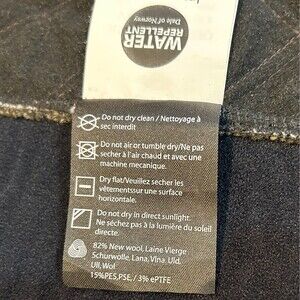 WATER
REPELLENT
Dale of Norway
Do not dry clean / Nettoyage à
sec interdit
Do not air or tumble dry/Ne pas
sécher à l'air chaud et avec une
machine mecanique.
Dry flat/Veuillez secher les
vêtementssur une surface
horizontale.
Do not dry in direct sunlight.
Ne séchez pas à la lumière du soleil
directe.
82% New wool, Laine Vierge
Schurwolle, Lana, Vlna, Uld,
Ull, Wol
15%PES,PSE, / 3% ePTFE